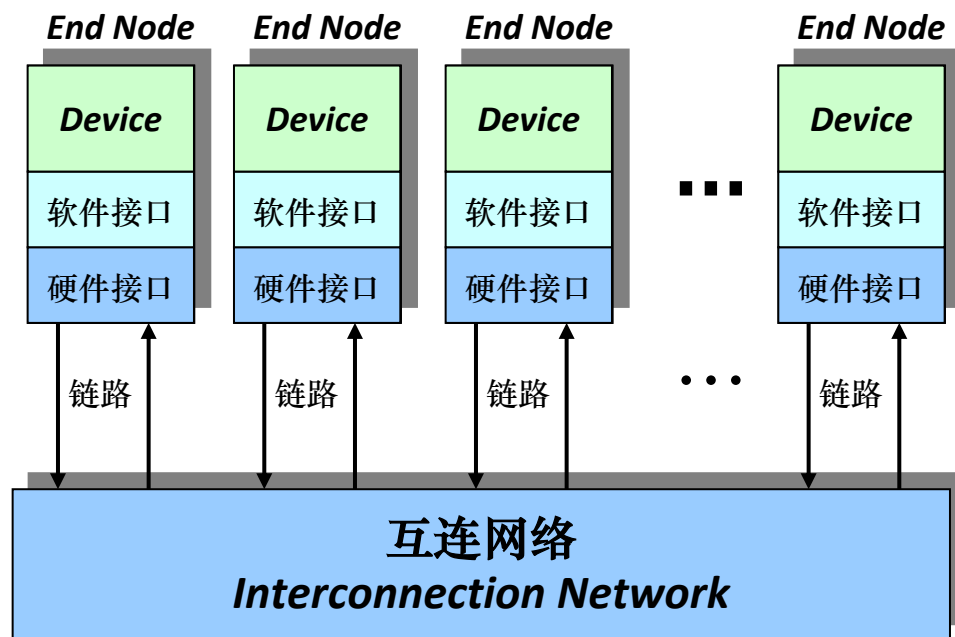 End Node End Node End Node End Node
Device Device Device Device
软件接口 软件接口 软件接口 软件接口
硬件接口 硬件接口 硬件接口 硬件接口
链路 链路 链路 链路
互连网络
Interconnection Network